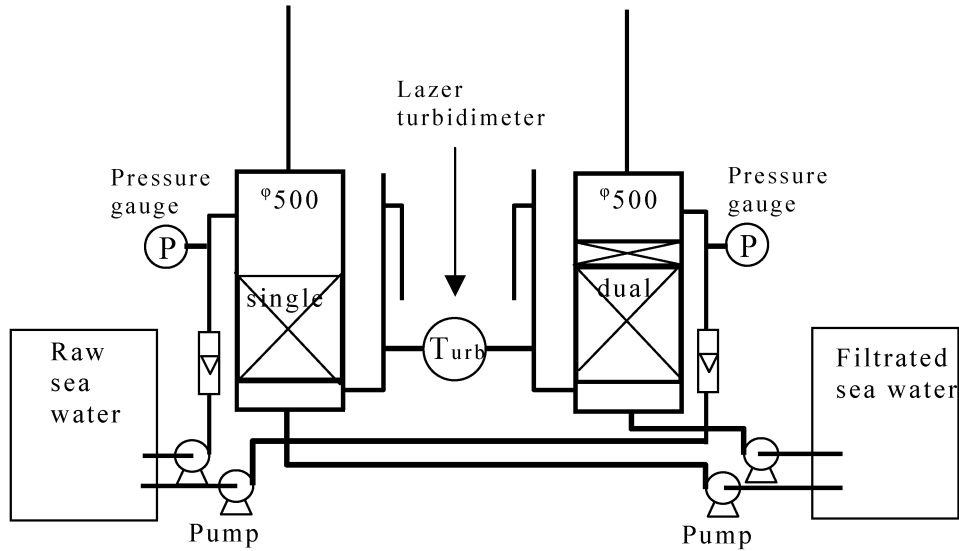 Lazer
turbidimeter
Pressure
gauge
φ500
φ500
Pressure
gauge
P
P
single
dual
Turb
Raw
sea
water
Filtrated
sea water
Pump
Pump